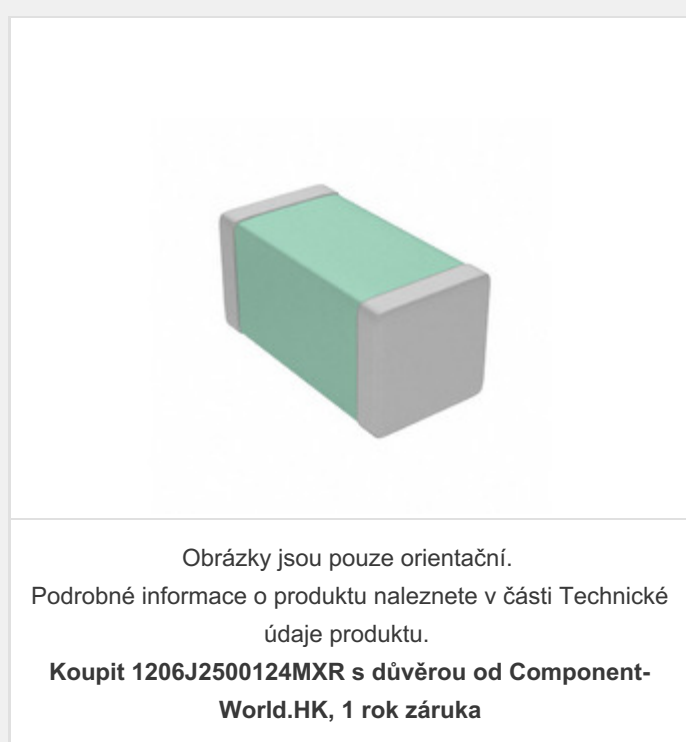 Obrázky jsou pouze orientační.
Podrobné informace o produktu naleznete v části Technické
údaje produktu.
Koupit 1206J2500124MXR s důvěrou od Component-
World.HK, 1 rok záruka